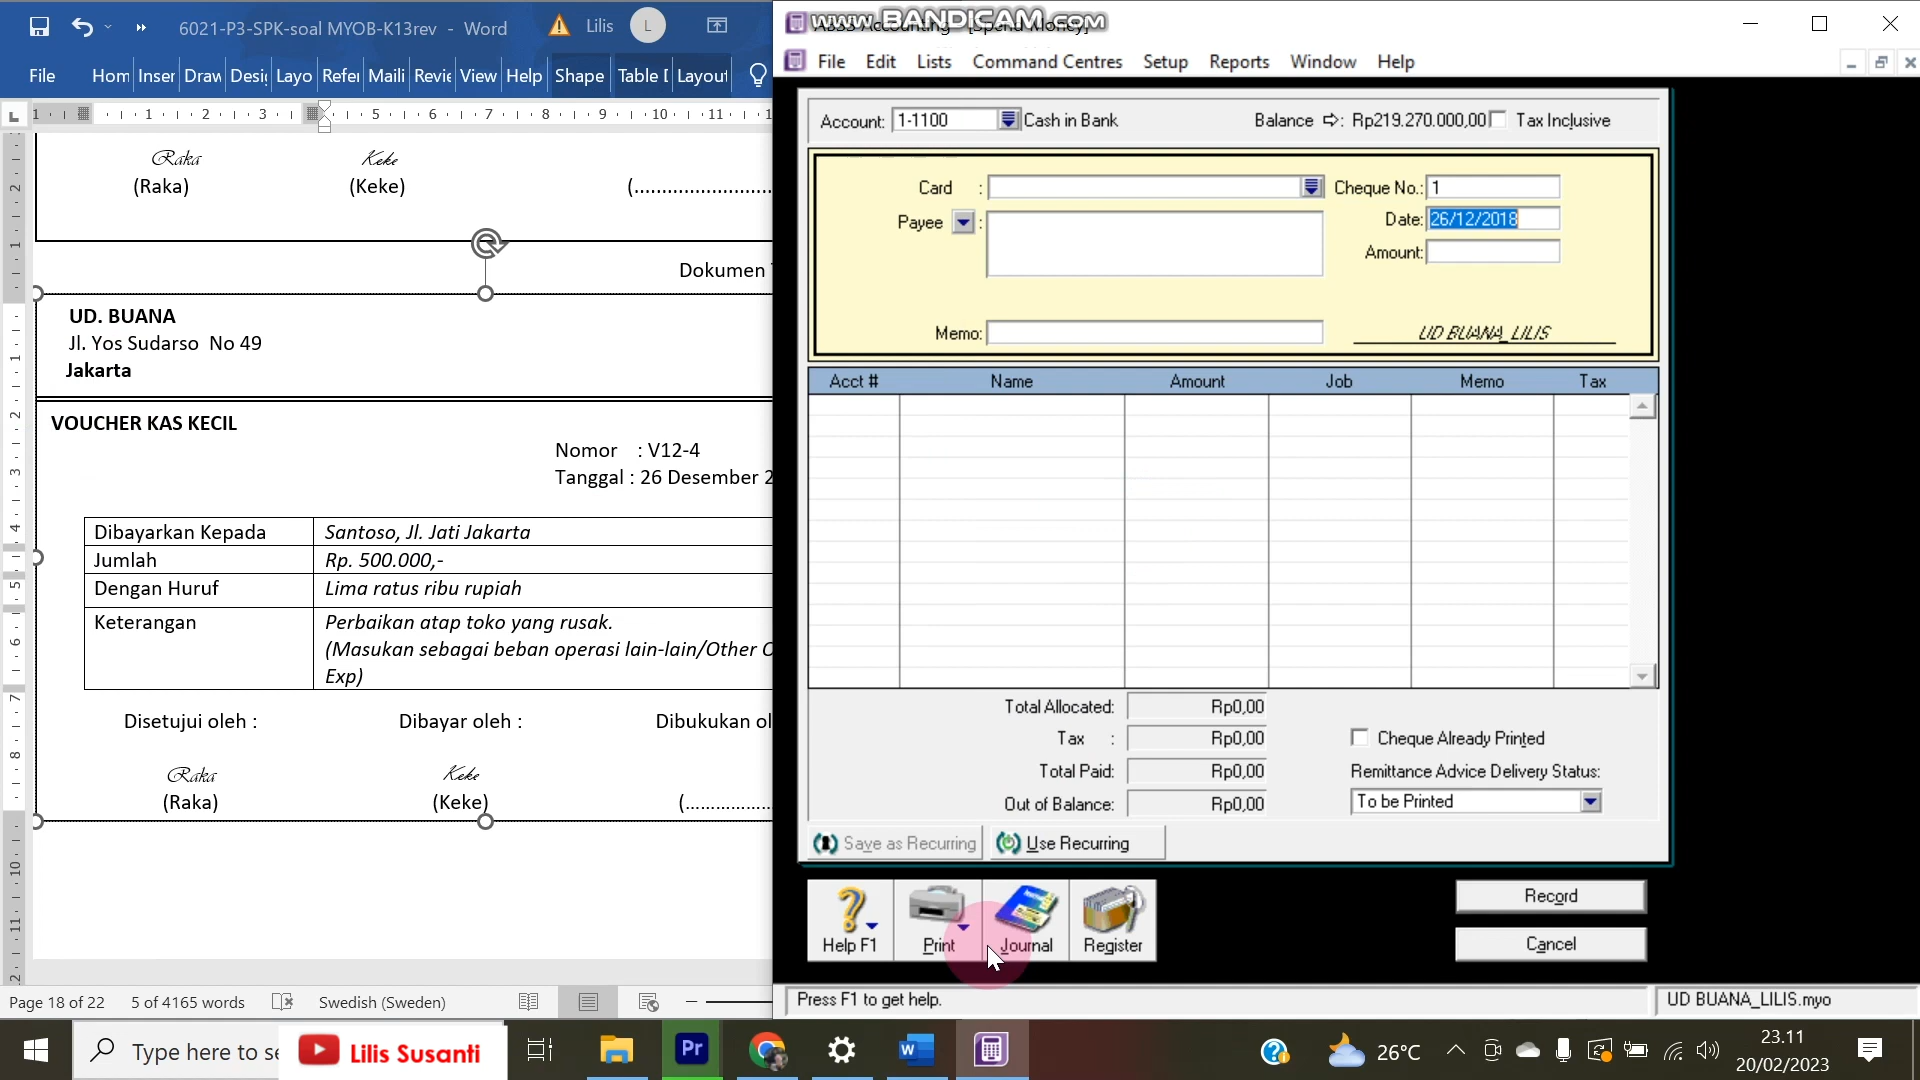 6021-P3-SPK-soal MYOB-K13rev - Word
Lilis
L
File
Hom
Inser
Draw
Desig
Layo
Refer
Maili
Revie
View
Help
Shape
Table D
Layout
Raka
Keke
(Raka)
(Keke)
(..........................
Dokumen
UD. BUANA
Jl. Yos Sudarso No 49
Jakarta
VOUCHER KAS KECIL
Nomor : V12-4
Tanggal : 26 Desember 2
Dibayarkan Kepada
Santoso, Jl. Jati Jakarta
Jumlah
Rp. 500.000,-
Dengan Huruf
Lima ratus ribu rupiah
Keterangan
Perbaikan atap toko yang rusak.
(Masukan sebagai beban operasi lain-lain/Other O
Exp)
Disetujui oleh :
Dibayar oleh :
Dibukukan ol
Raka
Keke
(Raka)
(Keke)
(..................
Page 18 of 22
5 of 4165 words
Swedish (Sweden)
www.BANDICAM.com
ABSS Accounting - [Spend Money]
File
Edit
Lists
Command Centres
Setup
Reports
Window
Help
Account: 1-1100
Cash in Bank
Balance : Rp219.270.000,00
Tax Inclusive
Card :
Cheque No.: 1
Payee :
Date: 26/12/2018
Amount:
Memo:
UD BUANA_LILIS
Acct #
Name
Amount
Job
Memo
Tax
Total Allocated: Rp0,00
Tax : Rp0,00
Total Paid: Rp0,00
Out of Balance: Rp0,00
Cheque Already Printed
Remittance Advice Delivery Status:
To be Printed
Save as Recurring
Use Recurring
Help F1
Print
Journal
Register
Record
Cancel
Press F1 to get help.
UD BUANA_LILIS.myo
Type here to se
Lilis Susanti
Pr
26°C
23.11
20/02/2023